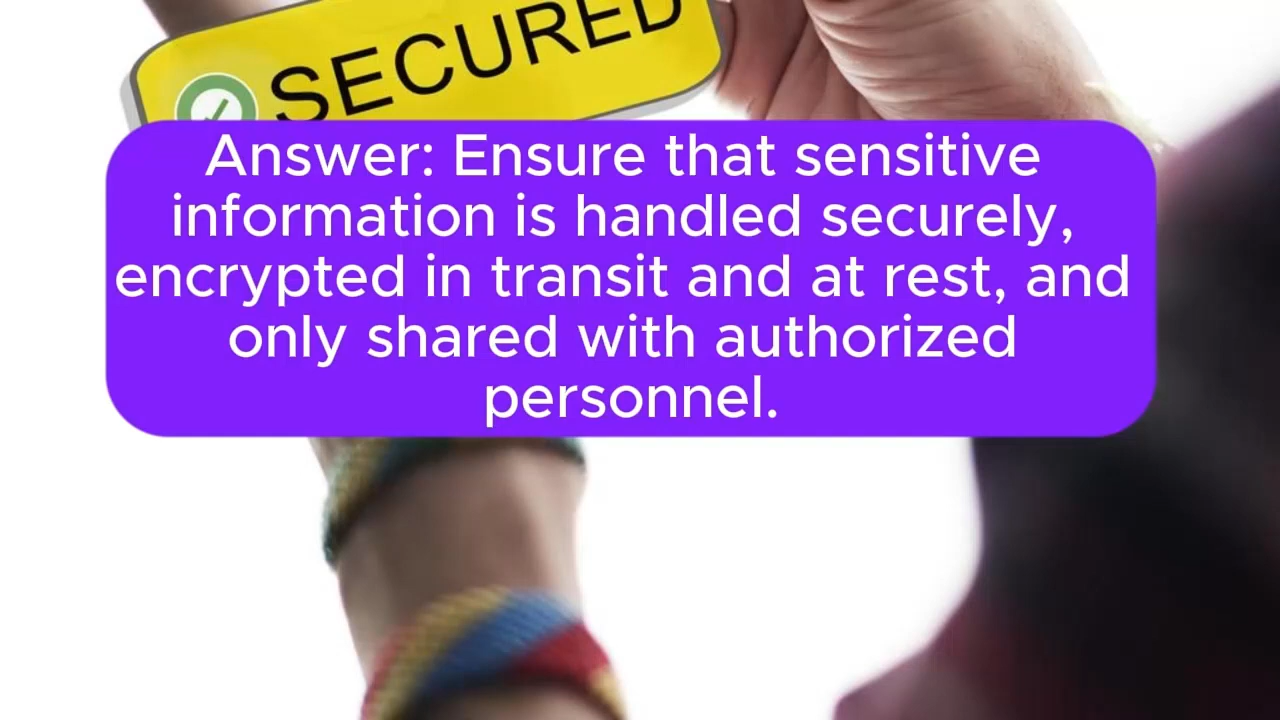 SECURED
Answer: Ensure that sensitive
information is handled securely,
encrypted in transit and at rest, and
only shared with authorized
personnel.